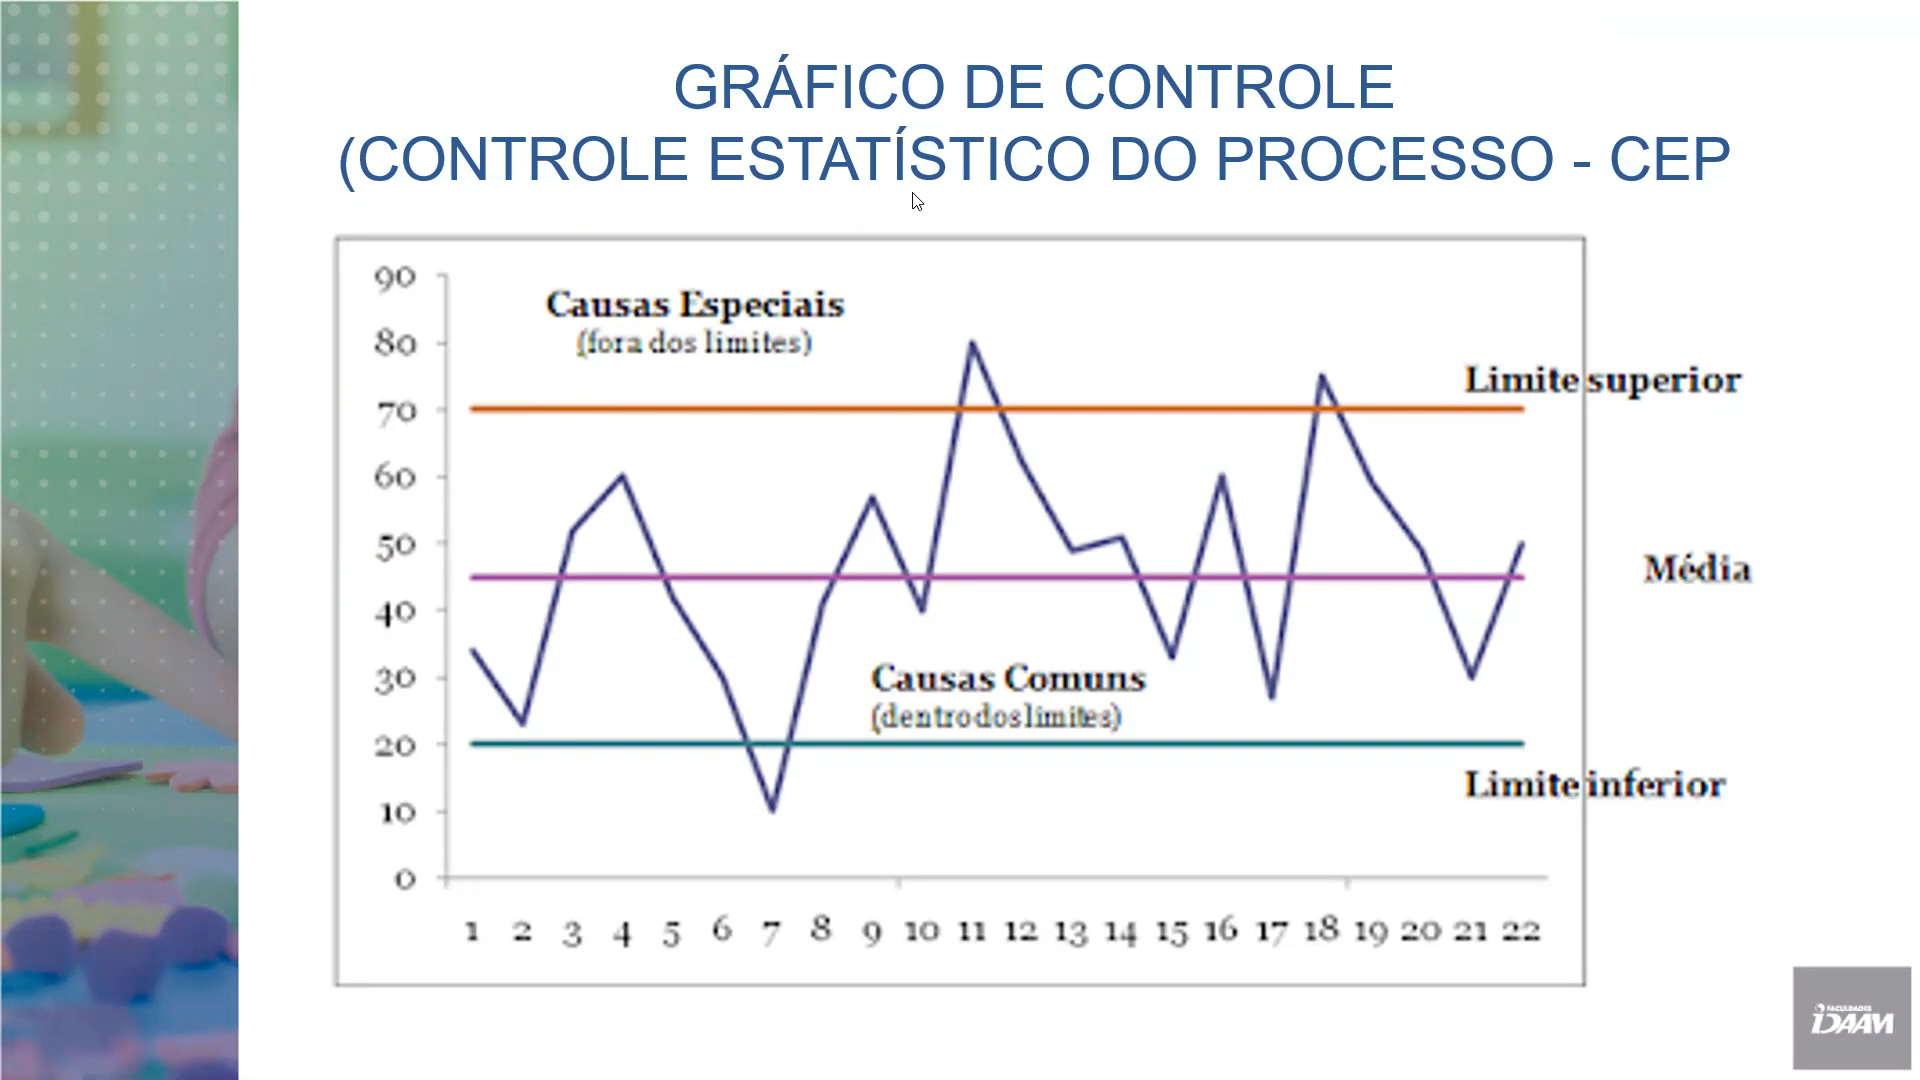 GRÁFICO DE CONTROLE
(CONTROLE ESTATÍSTICO DO PROCESSO - CEP
90
Causas Especiais
80
(fora dos limites)
Limite superior
70
60
50
Média
40
30
Causas Comuns
(dentro dos limites)
20
Limite inferior
10
0
1 2 3 4 5 6 7 8 9 10 11 12 13 14 15 16 17 18 19 20 21 22
FACULDADES
IDAAM